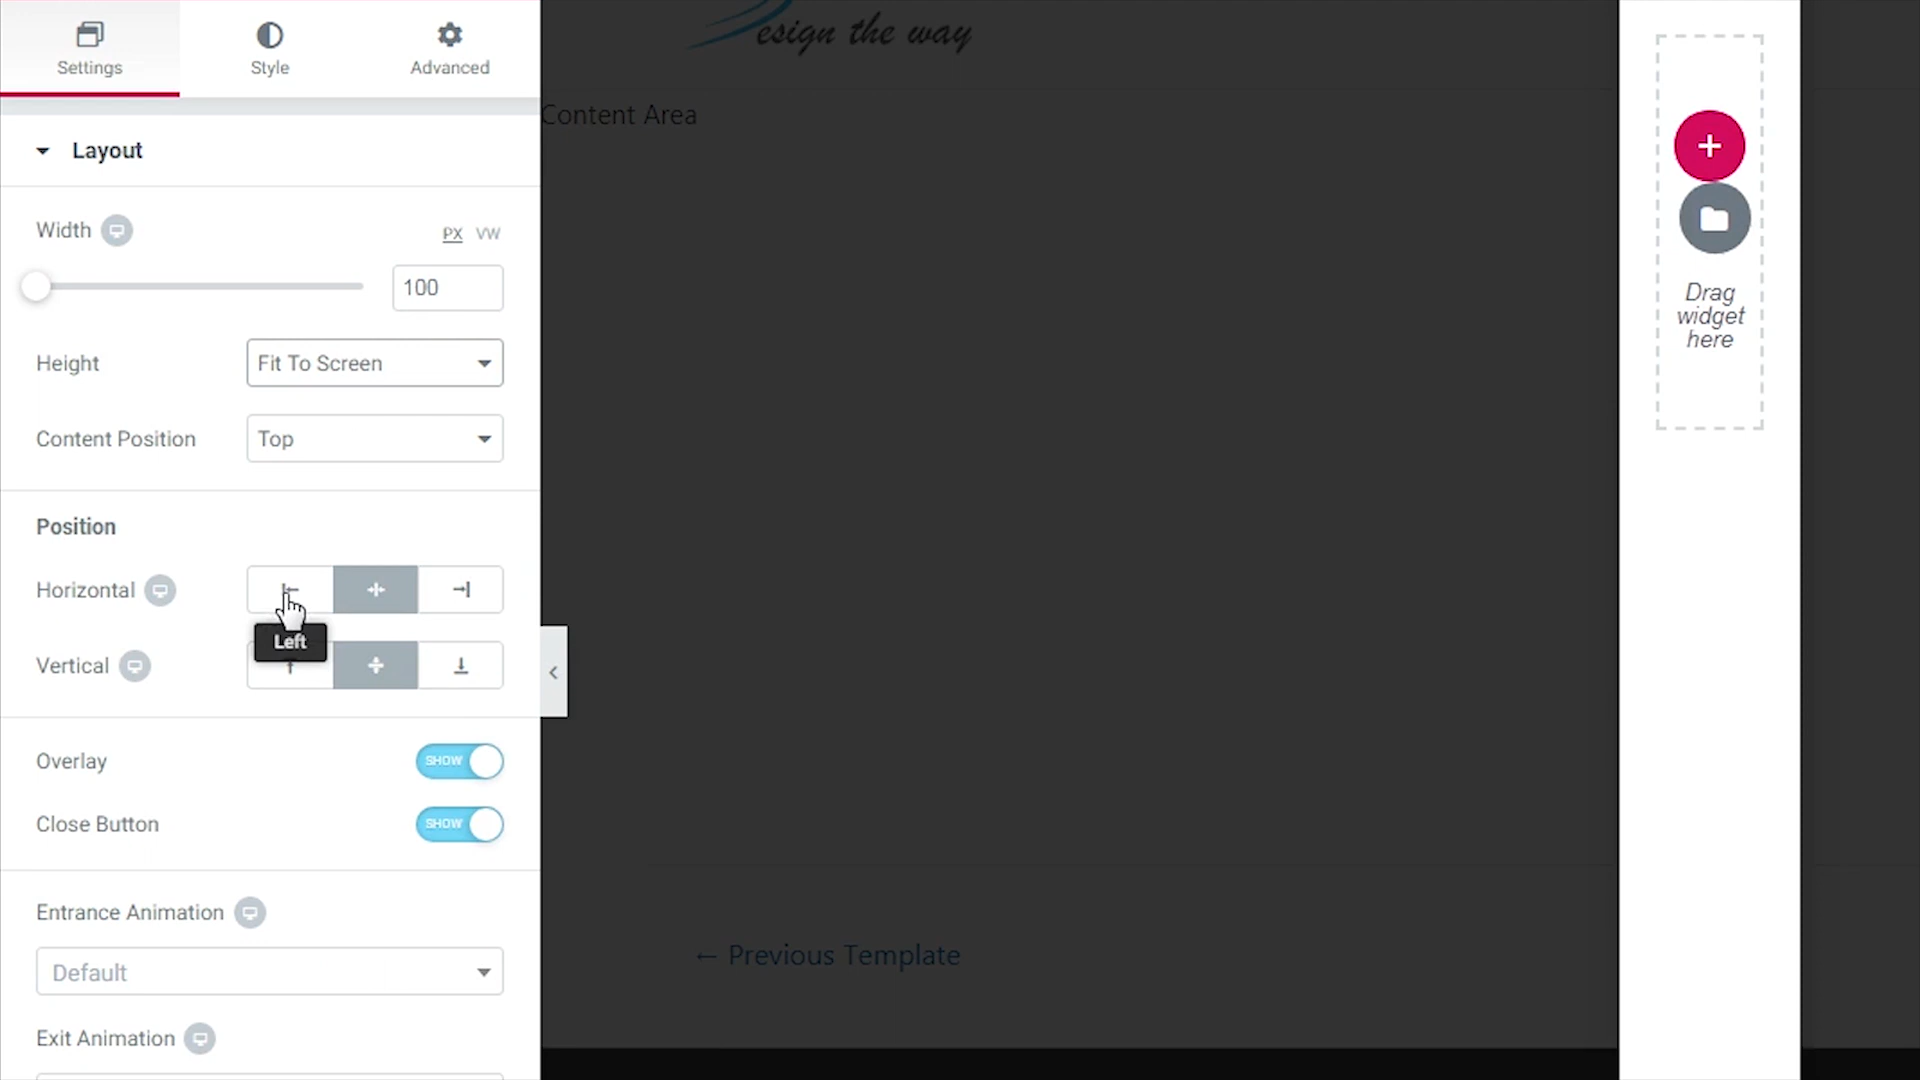 Settings
Style
Advanced
esign the way
Content Area
Layout
Width
PX VW
100
Height
Fit To Screen
Content Position
Top
Position
Horizontal
Left
Vertical
Overlay
SHOW
Close Button
SHOW
Entrance Animation
Default
Exit Animation
← Previous Template
Drag
widget
here